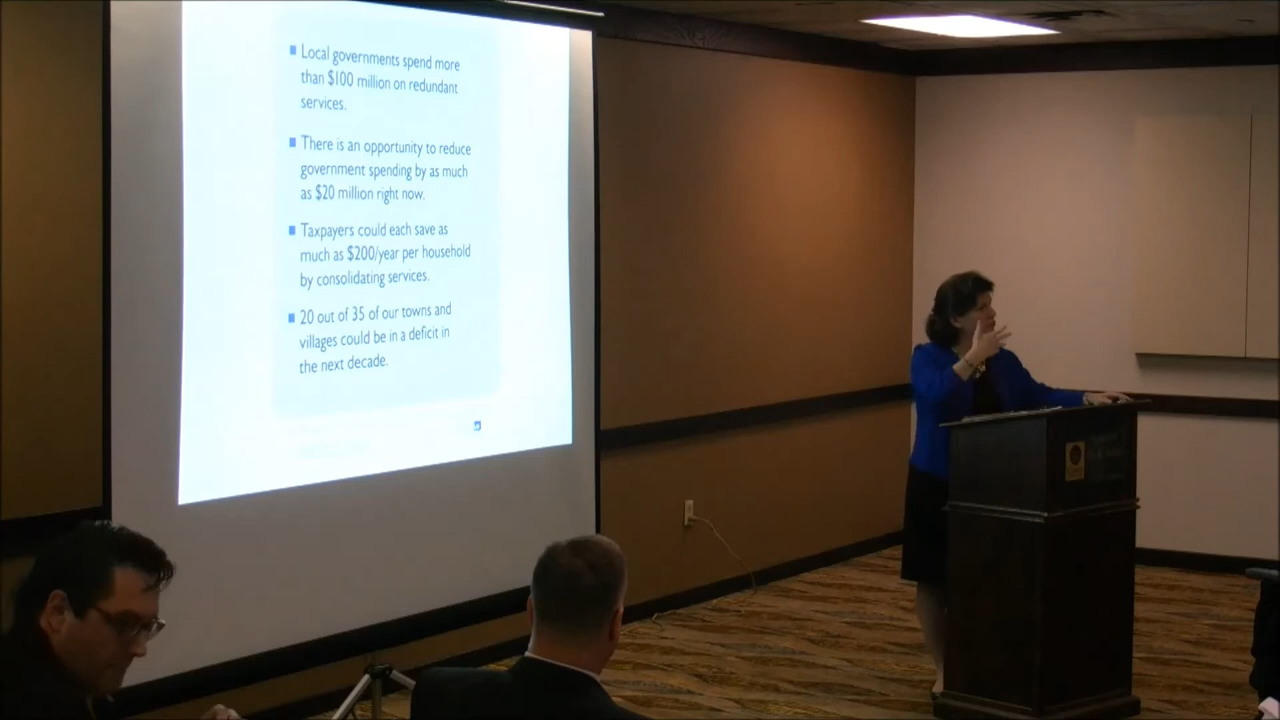 Local governments spend more
than $100 million on redundant
services.
There is an opportunity to reduce
government spending by as much
as $20 million right now.
Taxpayers could each save as
much as $200/year per household
by consolidating services.
20 out of 35 of our towns and
villages could be in a deficit in
the next decade.